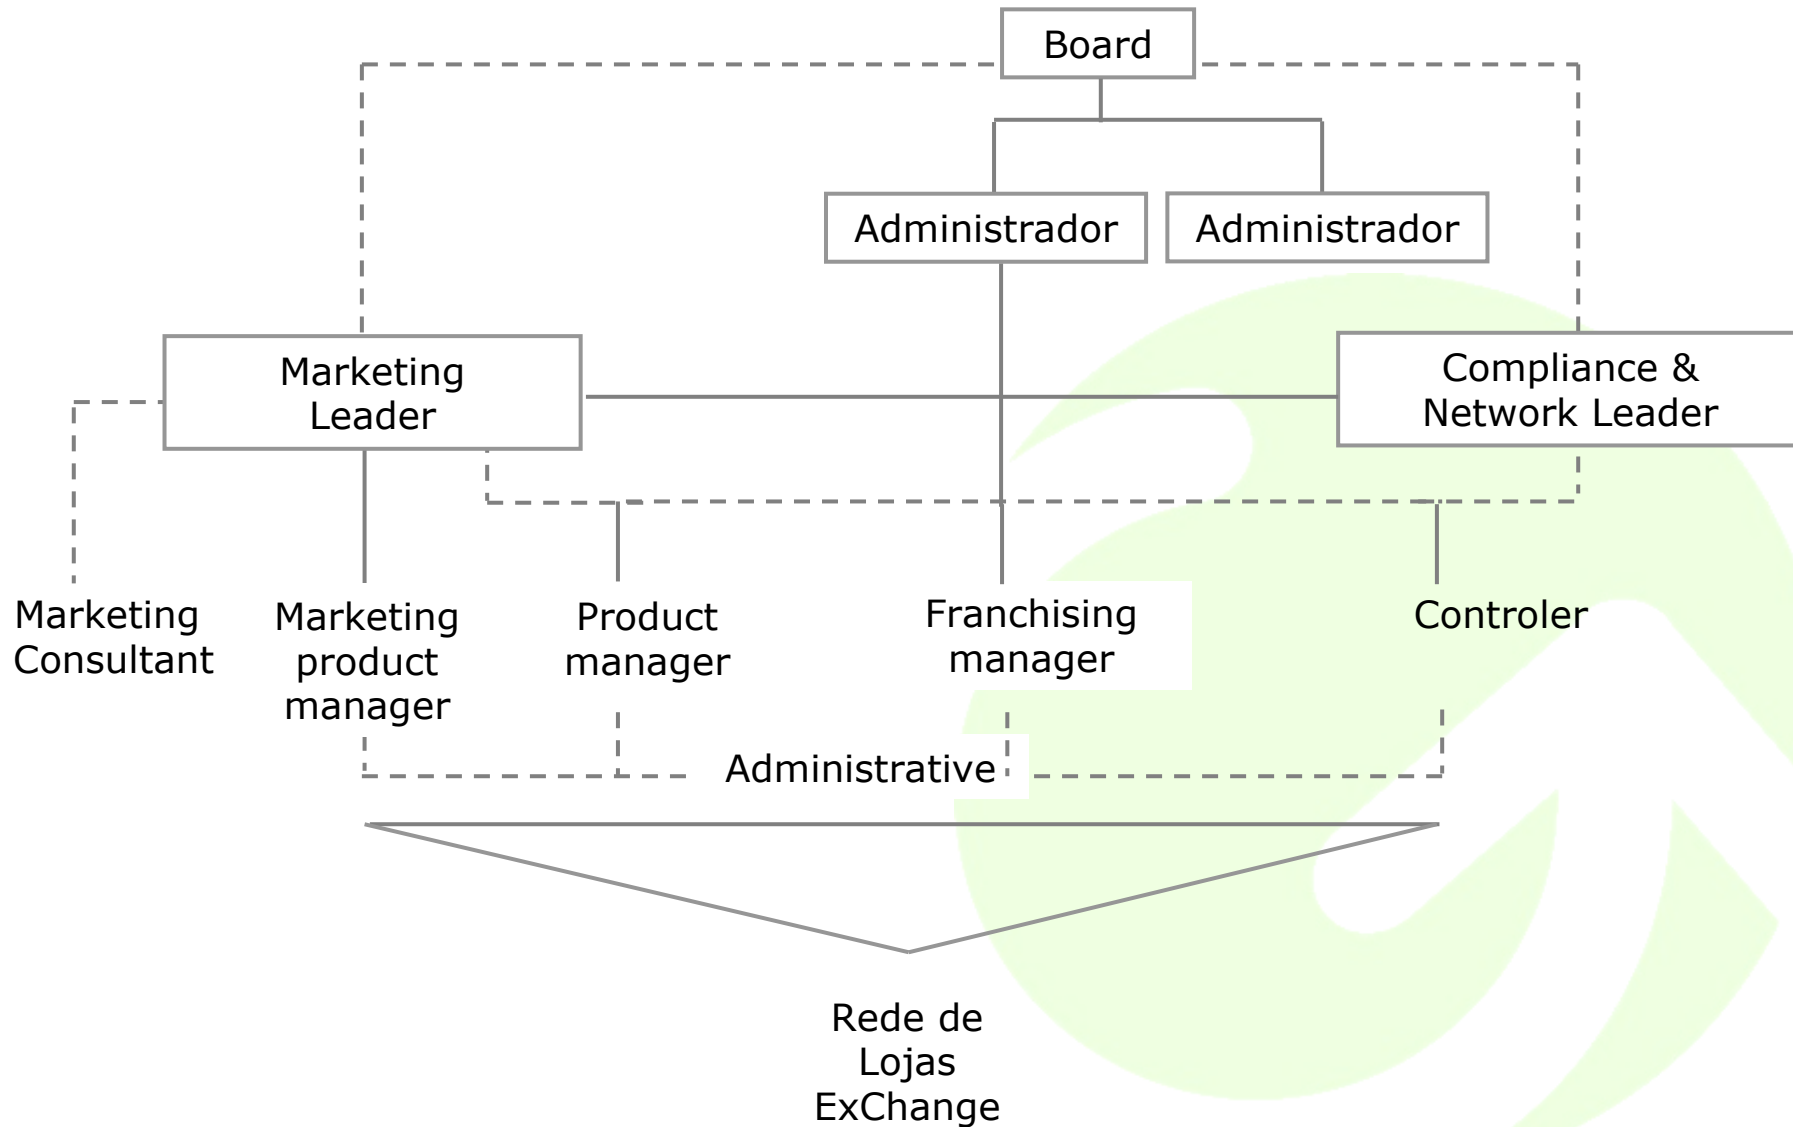 Board
Administrador
Administrador
Marketing
Leader
Compliance &
Network Leader
Marketing
Consultant
Marketing
product
manager
Product
manager
Franchising
manager
Controler
Administrative
Rede de
Lojas
ExChange